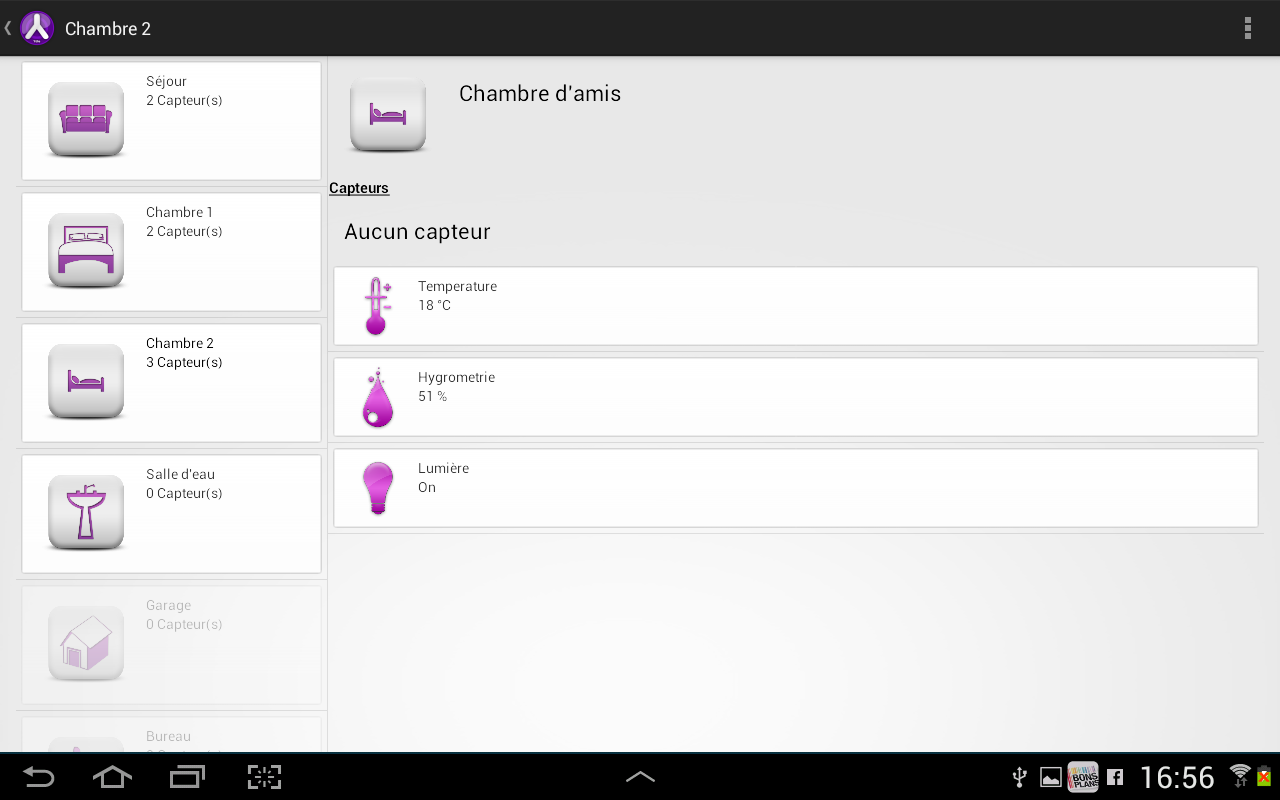 Chambre 2
Séjour
2 Capteur(s)
Chambre 1
2 Capteur(s)
Chambre 2
3 Capteur(s)
Salle d'eau
0 Capteur(s)
Garage
0 Capteur(s)
Bureau
Chambre d'amis
Capteurs
Aucun capteur
Temperature
18 °C
Hygrometrie
51 %
Lumière
On
BONS
PLANS
16:56